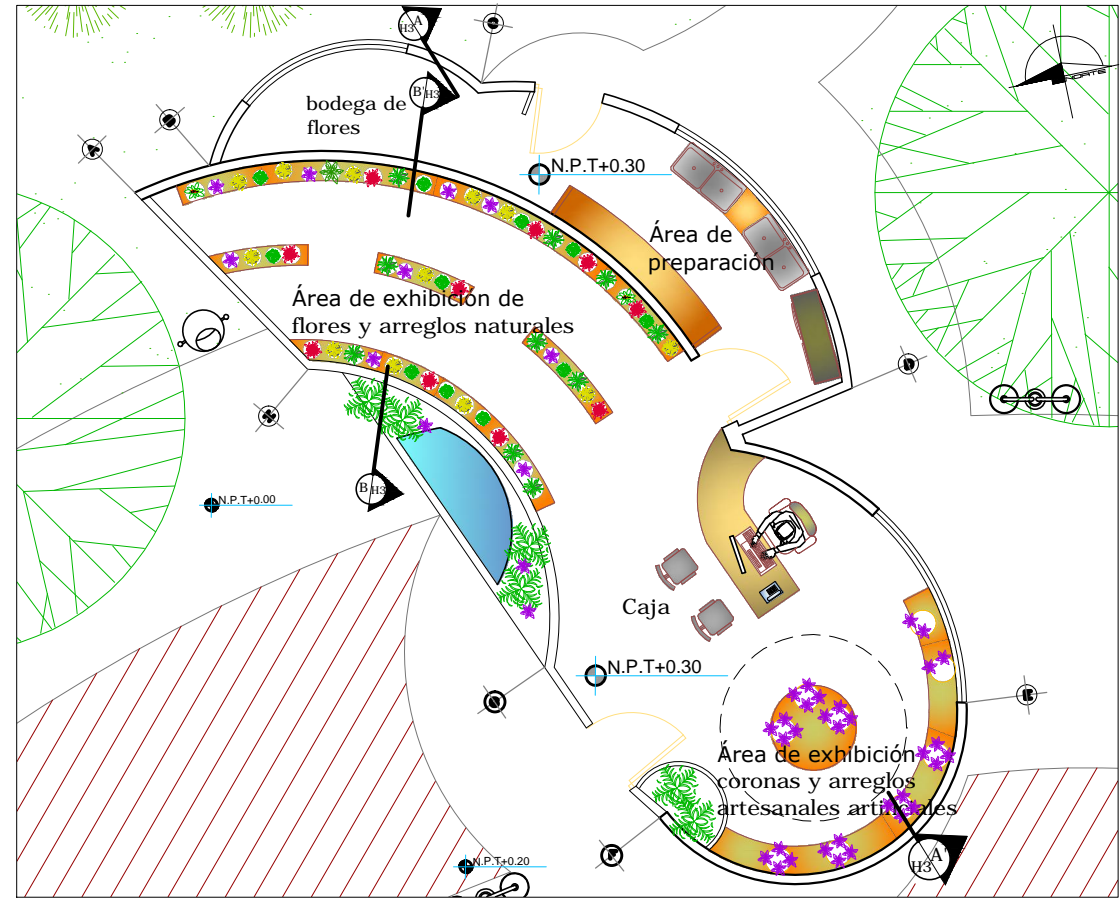 A
H3
B'
H3
bodega de
flores
NORTE
N.P.T+0.30
Área de
preparación
Área de exhibición de
flores y arreglos naturales
B
H3
N.P.T+0.00
Caja
N.P.T+0.30
Área de exhibición
coronas y arreglos
artesanales artificiales
A'
H3
N.P.T+0.20